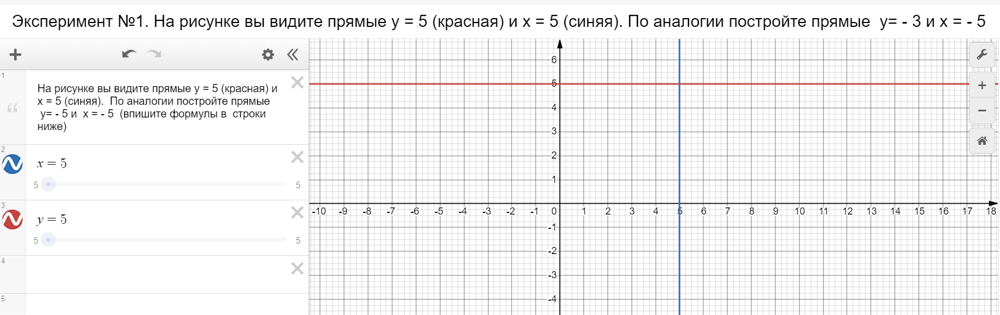 Эксперимент №1. На рисунке вы видите прямые y = 5 (красная) и x = 5 (синяя). По аналогии постройте прямые  y= - 3 и x = - 5
1
На рисунке вы видите прямые y = 5 (красная) и
x = 5 (синяя).  По аналогии постройте прямые
y= - 5 и  x = - 5  (впишите формулы в  строки
ниже)
2
x = 5
5 5
3
y = 5
5 5
4
5
6
5
4
3
2
1
-10 -9 -8 -7 -6 -5 -4 -3 -2 -1 0 1 2 3 4 5 6 7 8 9 10 11 12 13 14 15 16 17 18
-1
-2
-3
-4